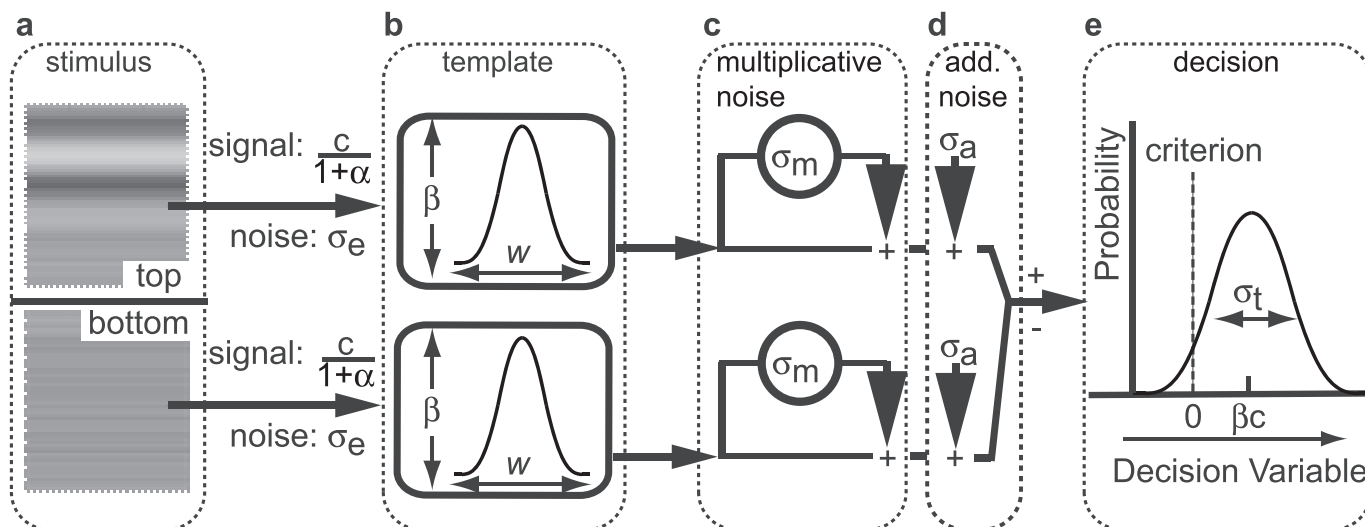 a
stimulus
top
bottom
signal: c
1+α
noise: σe
signal: c
1+α
noise: σe
b
template
β
w
β
w
c
multiplicative
noise
σm
+
σm
+
d
add.
noise
σa
+
σa
+
+
-
e
decision
Probability
criterion
σt
0 βc
Decision Variable